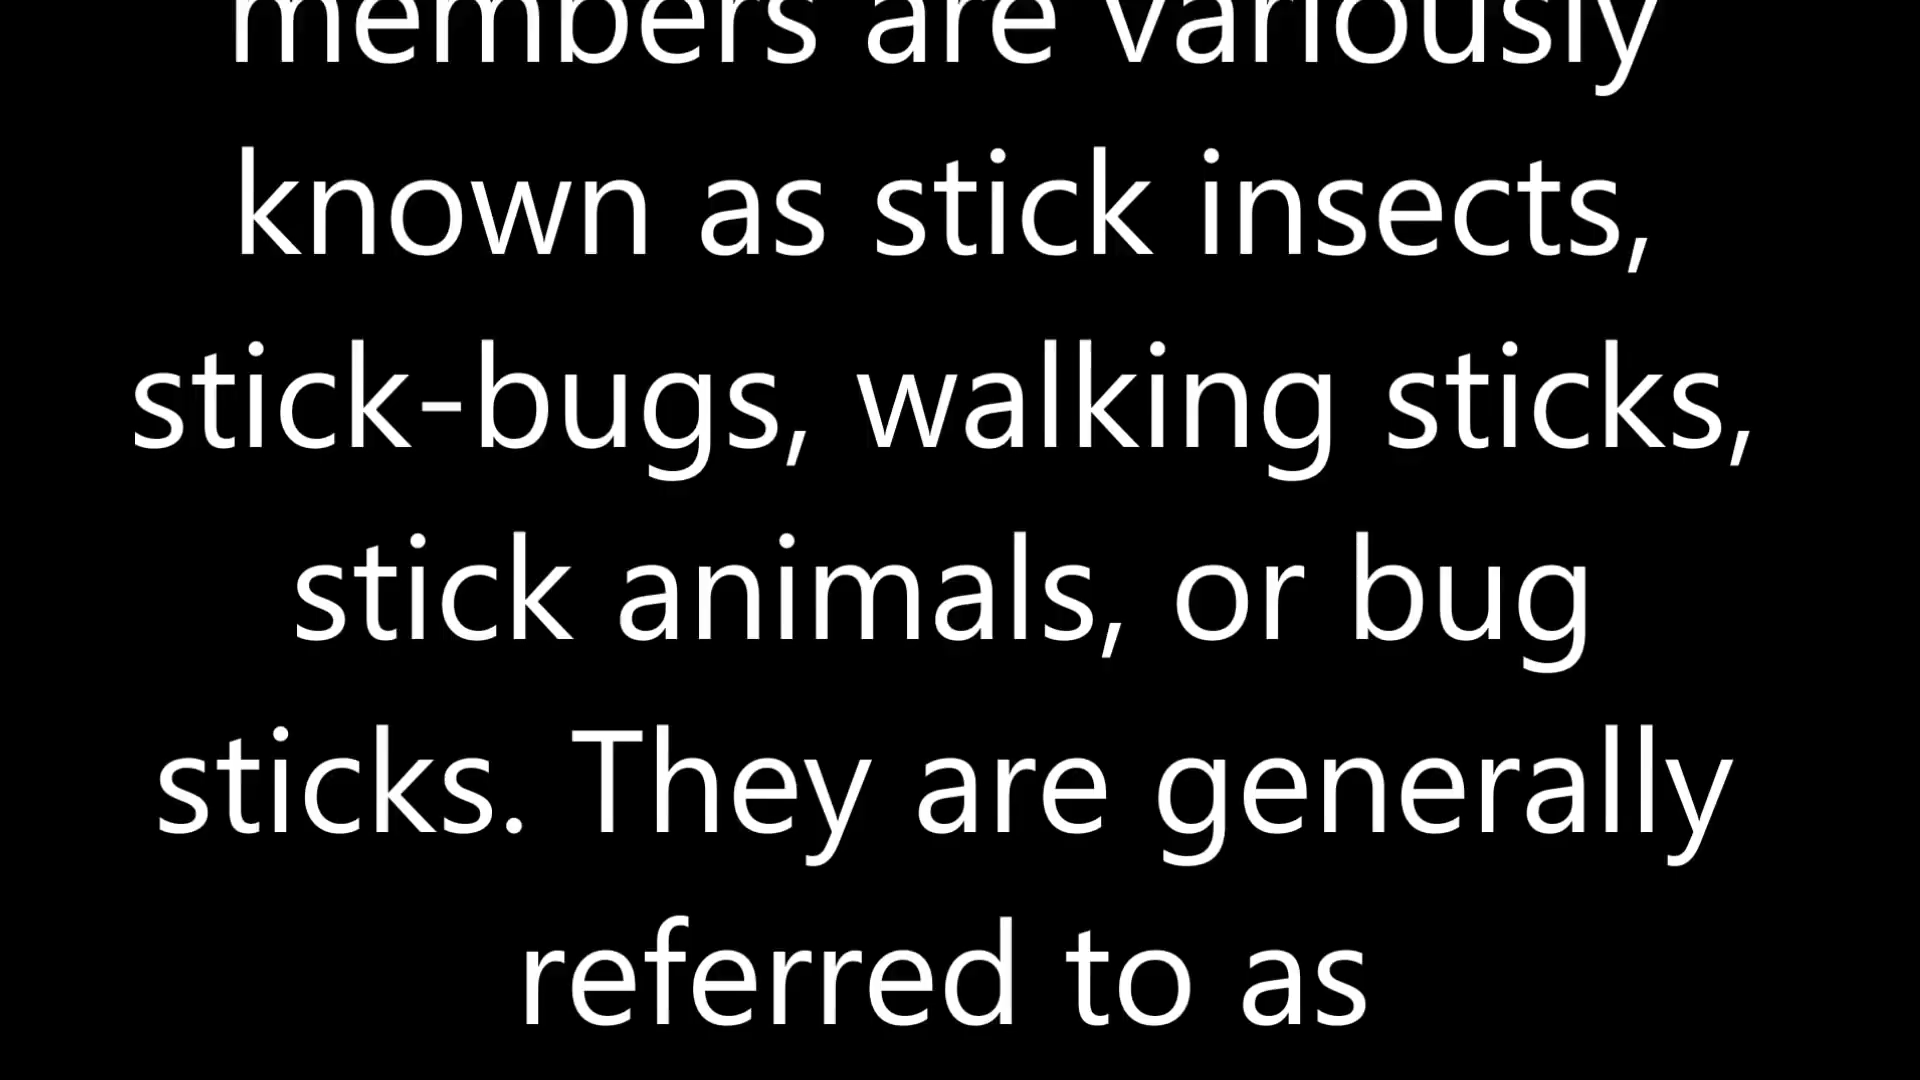 members are variously
known as stick insects,
stick-bugs, walking sticks,
stick animals, or bug
sticks. They are generally
referred to as